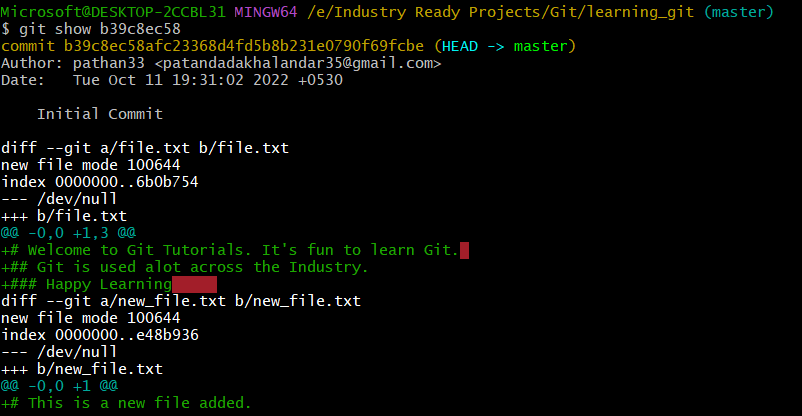 Microsoft@DESKTOP-2CCBL31 MINGW64 /e/Industry Ready Projects/Git/learning_git (master)
$ git show b39c8ec58
commit b39c8ec58afc23368d4fd5b8b231e0790f69fcbe (HEAD -> master)
Author: pathan33 <patandadakhalandar35@gmail.com>
Date:   Tue Oct 11 19:31:02 2022 +0530
    Initial Commit
diff --git a/file.txt b/file.txt
new file mode 100644
index 0000000..6b0b754
--- /dev/null
+++ b/file.txt
@@ -0,0 +1,3 @@
+# Welcome to Git Tutorials. It's fun to learn Git.
+## Git is used alot across the Industry.
+### Happy Learning
diff --git a/new_file.txt b/new_file.txt
new file mode 100644
index 0000000..e48b936
--- /dev/null
+++ b/new_file.txt
@@ -0,0 +1 @@
+# This is a new file added.